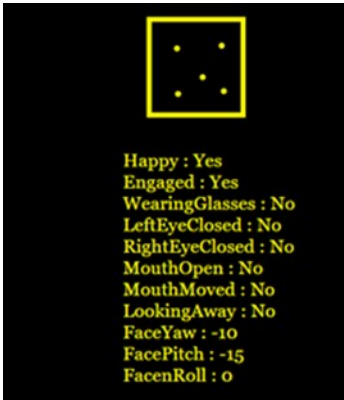 Happy : Yes
Engaged : Yes
WearingGlasses : No
LeftEyeClosed : No
RightEyeClosed : No
MouthOpen : No
MouthMoved : No
LookingAway : No
FaceYaw : -10
FacePitch : -15
FacenRoll : 0